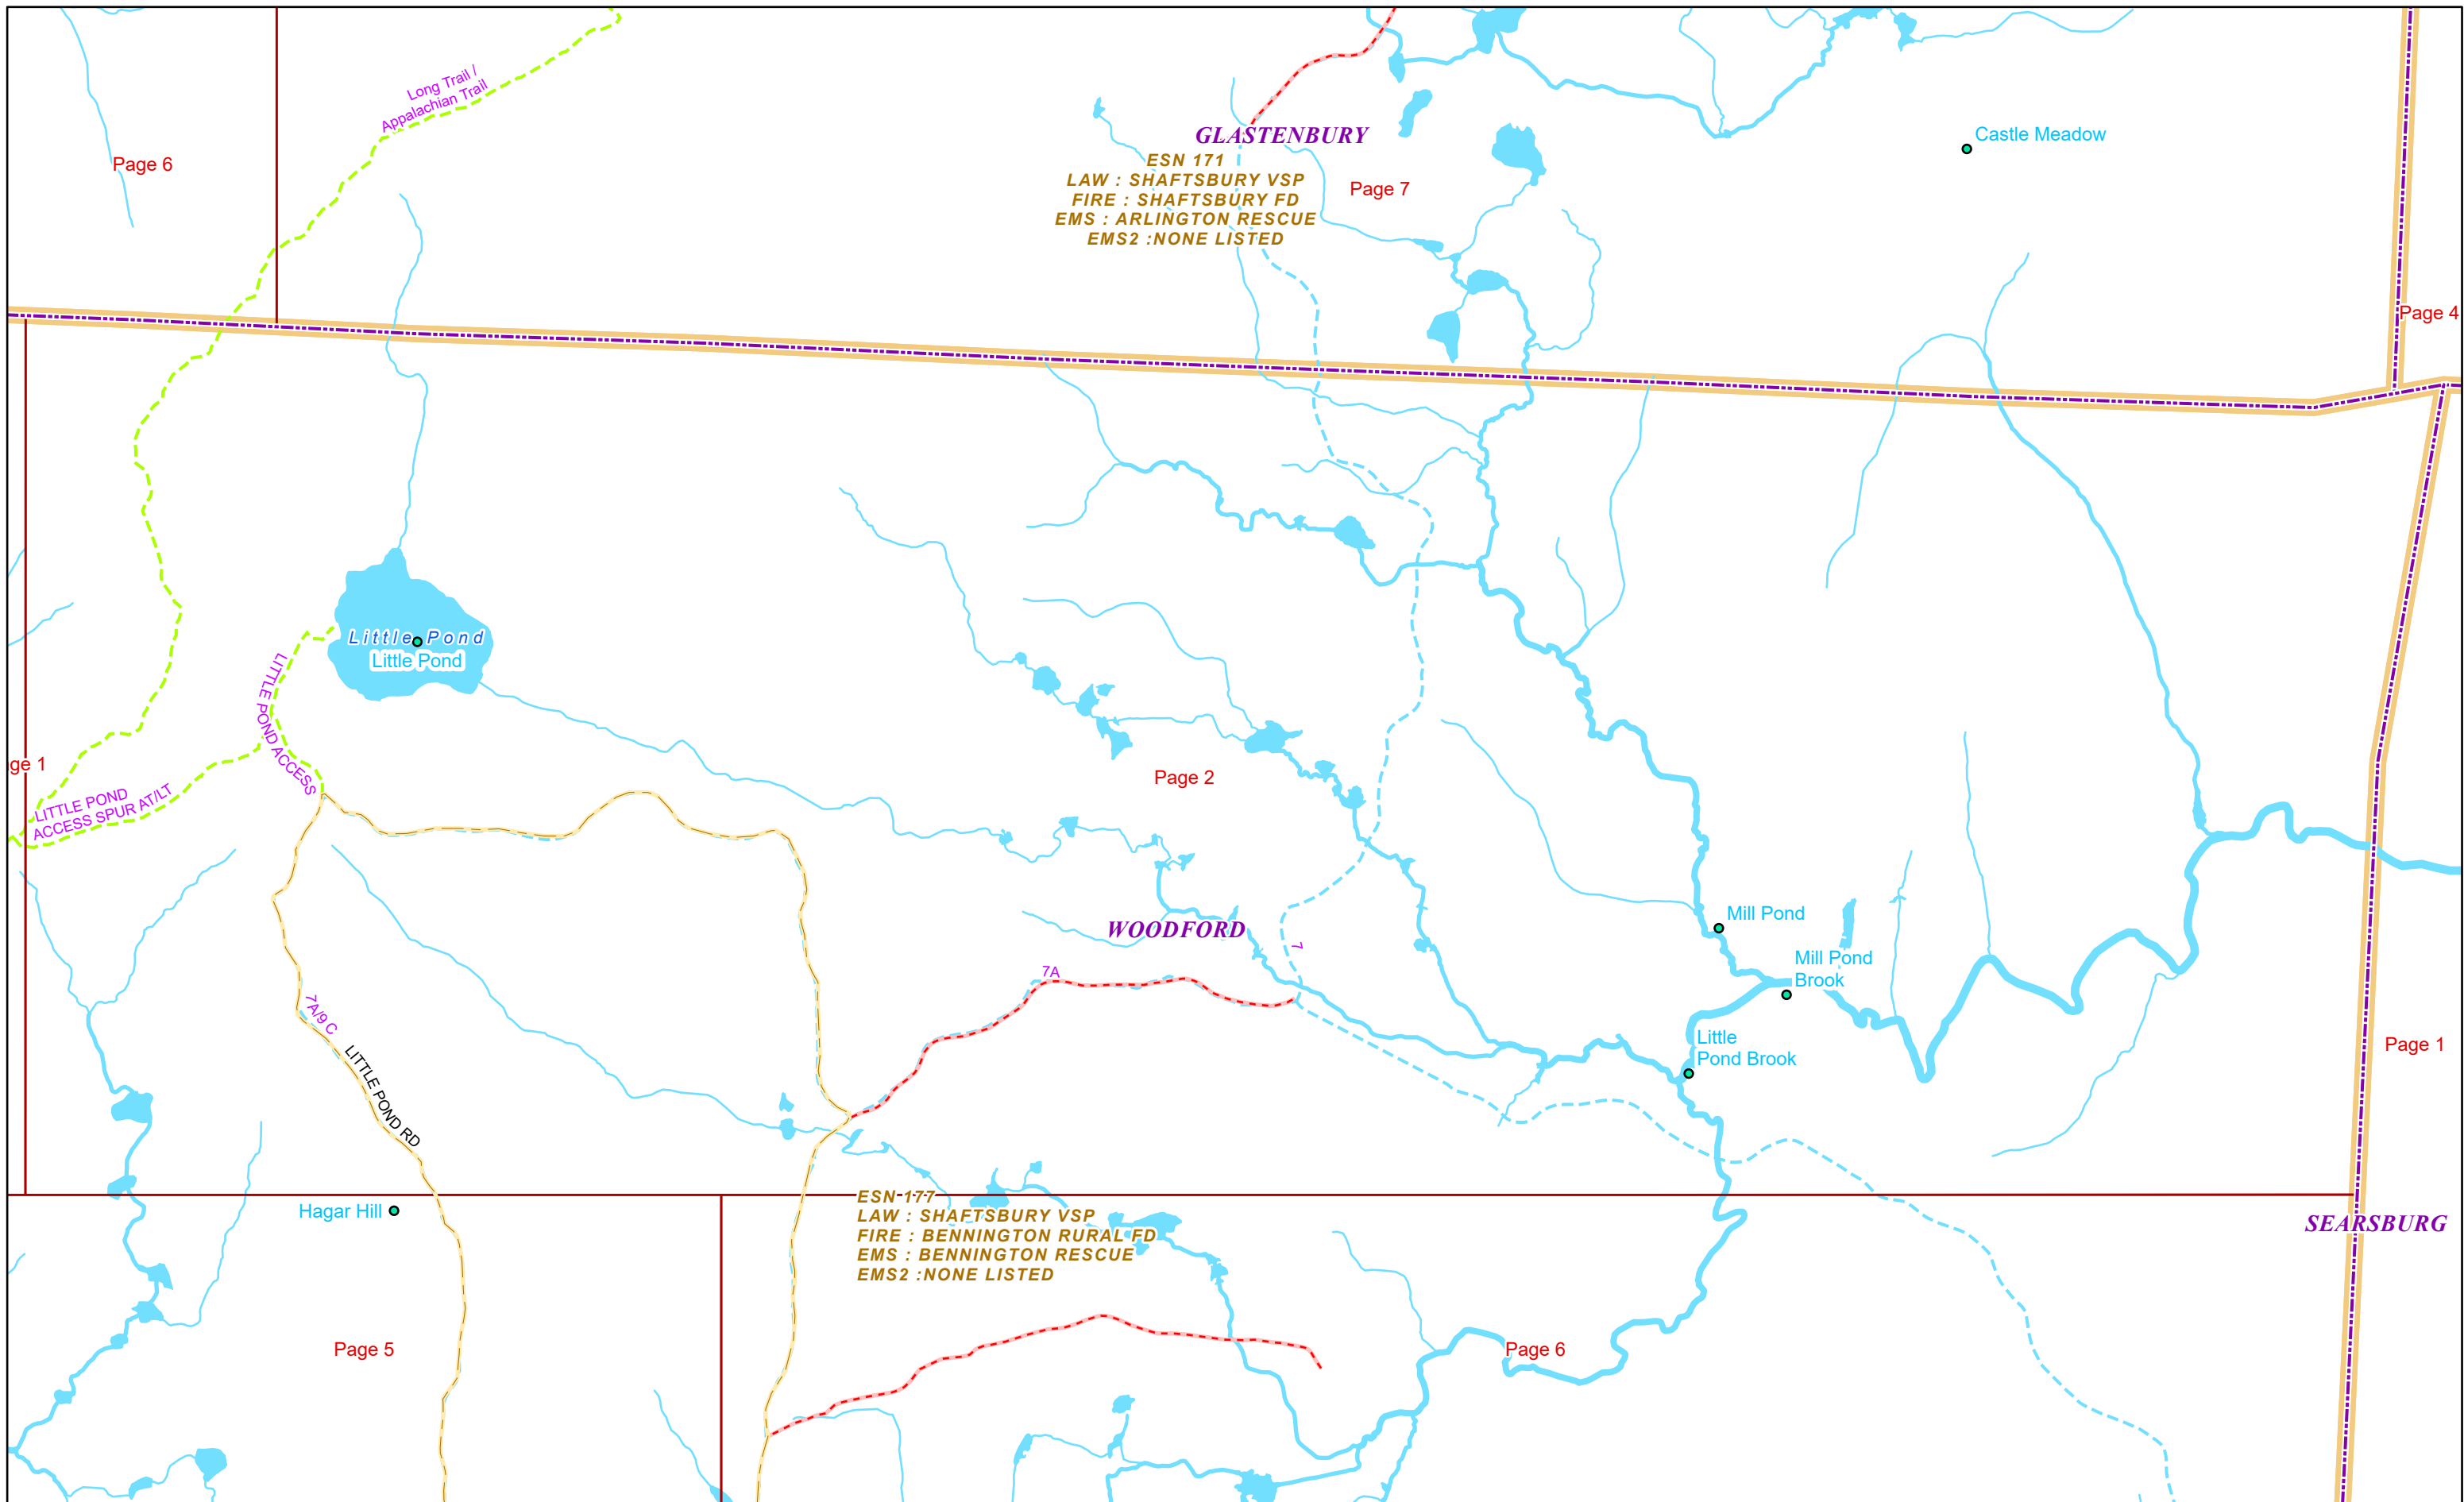 Long Trail /
Appalachian Trail
Page 6
GLASTENBURY
ESN 171
LAW : SHAFTSBURY VSP
FIRE : SHAFTSBURY FD
EMS : ARLINGTON RESCUE
EMS2 :NONE LISTED
Page 7
Castle Meadow
Page 4
Little Pond
Little Pond
LITTLE POND ACCESS
ge 1
LITTLE POND
ACCESS SPUR AT/LT
Page 2
WOODFORD
7
7A
Mill Pond
Mill Pond
Brook
Little
Pond Brook
Page 1
7A/9 C
LITTLE POND RD
Hagar Hill
ESN 177
LAW : SHAFTSBURY VSP
FIRE : BENNINGTON RURAL FD
EMS : BENNINGTON RESCUE
EMS2 :NONE LISTED
SEARSBURG
Page 5
Page 6